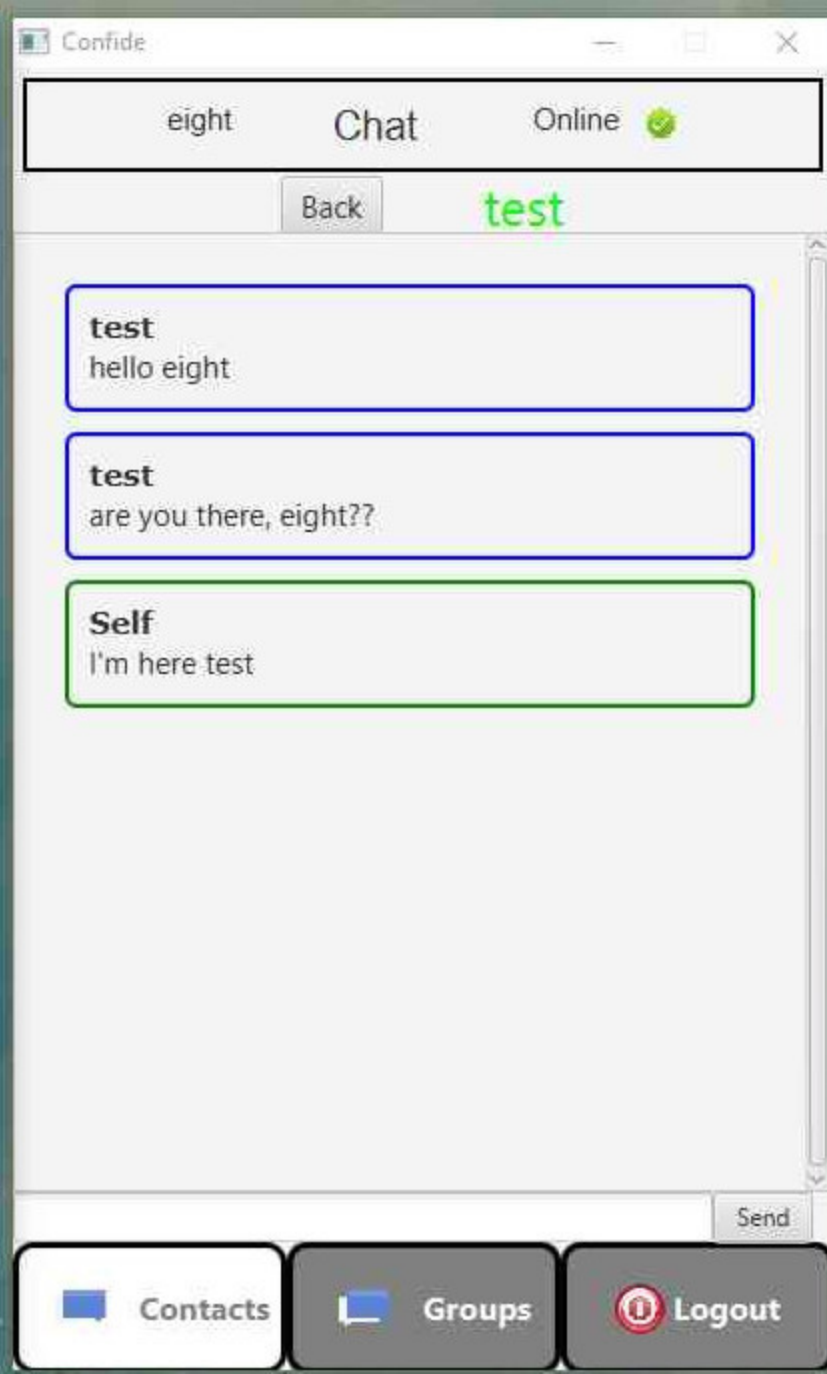 Confide
eight Chat Online
Back test
test
hello eight
test
are you there, eight??
Self
I'm here test
Send
Contacts Groups Logout